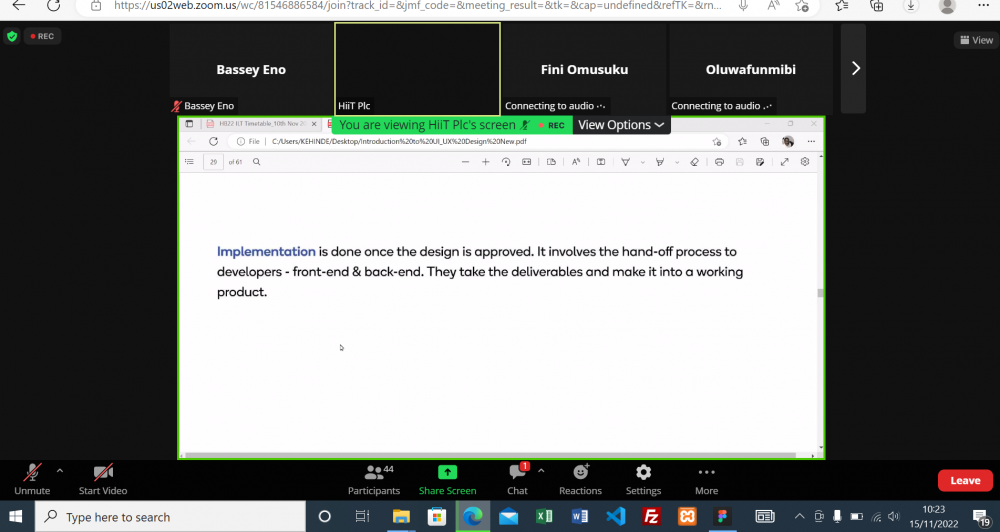 https://us02web.zoom.us/wc/81546886584/join?track_id=&jmf_code=&meeting_result=&tk=&cap=undefined&refTK=&rn...
REC
View
Bassey Eno
Fini Omusuku
Oluwafunmibi
Bassey Eno
HiiT Plc
Connecting to audio
Connecting to audio
You are viewing HiiT Plc's screen
REC
View Options
HB22 IIT Timetable_10th Nov 20
File
C:/Users/KEHINDE/Desktop/Introduction%20to%20UI_UX%20Design%20New.pdf
29 of 61
Implementation is done once the design is approved. It involves the hand-off process to
developers - front-end & back-end. They take the deliverables and make it into a working
product.
Unmute
Start Video
Participants 44
Share Screen
Chat 1
Reactions
Settings
More
Leave
Type here to search
10:23
15/11/2022
19